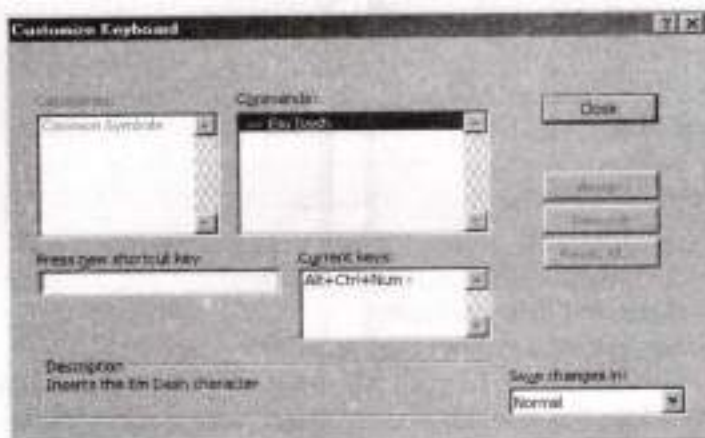 Customize Keyboard
Categories:
Common Symbols
Commands:
— Em Dash
Close
Assign
Remove
Reset All...
Press new shortcut key:
Current keys:
Alt+Ctrl+Num -
Description
Inserts the Em Dash character
Save changes in:
Normal